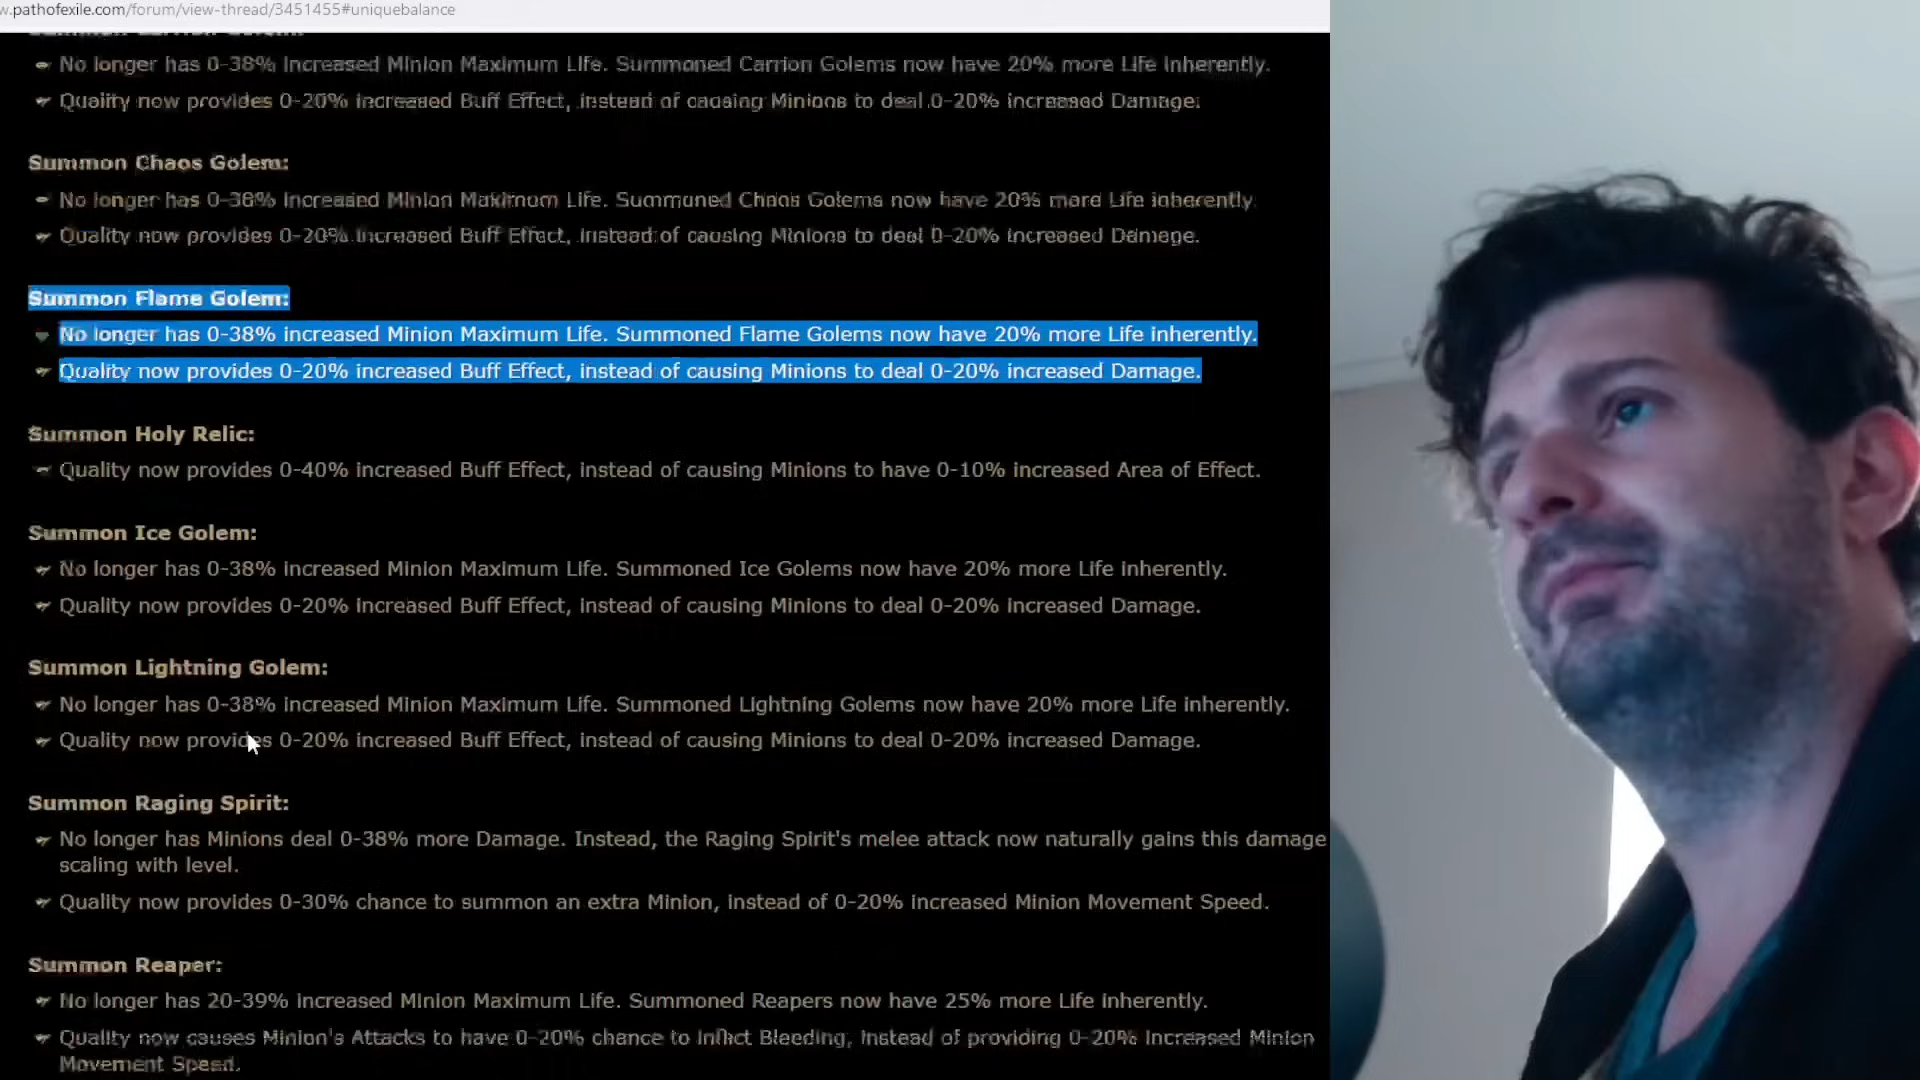 w.pathofexile.com/forum/view-thread/3451455#uniquebalance
No longer has 0-38% increased Minion Maximum Life. Summoned Carrion Golems now have 20% more Life inherently.
Quality now provides 0-20% increased Buff Effect, instead of causing Minions to deal 0-20% increased Damage.
Summon Chaos Golem:
No longer has 0-38% increased Minion Maximum Life. Summoned Chaos Golems now have 20% more Life inherently.
Quality now provides 0-20% increased Buff Effect, instead of causing Minions to deal 0-20% increased Damage.
Summon Flame Golem:
No longer has 0-38% increased Minion Maximum Life. Summoned Flame Golems now have 20% more Life inherently.
Quality now provides 0-20% increased Buff Effect, instead of causing Minions to deal 0-20% increased Damage.
Summon Holy Relic:
Quality now provides 0-40% increased Buff Effect, instead of causing Minions to have 0-10% increased Area of Effect.
Summon Ice Golem:
No longer has 0-38% increased Minion Maximum Life. Summoned Ice Golems now have 20% more Life inherently.
Quality now provides 0-20% increased Buff Effect, instead of causing Minions to deal 0-20% increased Damage.
Summon Lightning Golem:
No longer has 0-38% increased Minion Maximum Life. Summoned Lightning Golems now have 20% more Life inherently.
Quality now provides 0-20% increased Buff Effect, instead of causing Minions to deal 0-20% increased Damage.
Summon Raging Spirit:
No longer has Minions deal 0-38% more Damage. Instead, the Raging Spirit's melee attack now naturally gains this damage
scaling with level.
Quality now provides 0-30% chance to summon an extra Minion, instead of 0-20% increased Minion Movement Speed.
Summon Reaper:
No longer has 20-39% increased Minion Maximum Life. Summoned Reapers now have 25% more Life inherently.
Quality now causes Minion's Attacks to have 0-20% chance to Inflict Bleeding, instead of providing 0-20% increased Minion
Movement Speed.